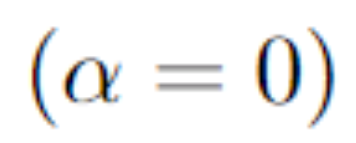 (α = 0)